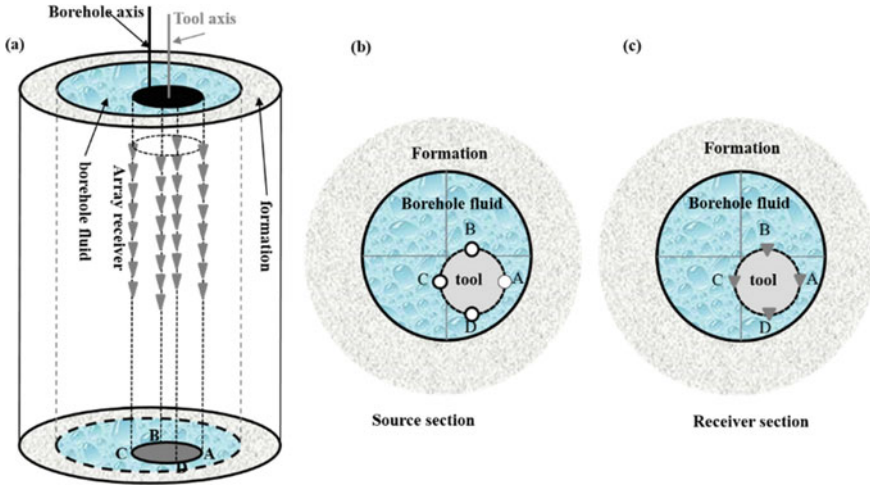 Borehole axis
Tool axis
(a)
borehole fluid
Array receiver
formation
B
C
A
D
(b)
Formation
Borehole fluid
B
C
tool
A
D
Source section
(c)
Formation
Borehole fluid
B
C
tool
A
D
Receiver section